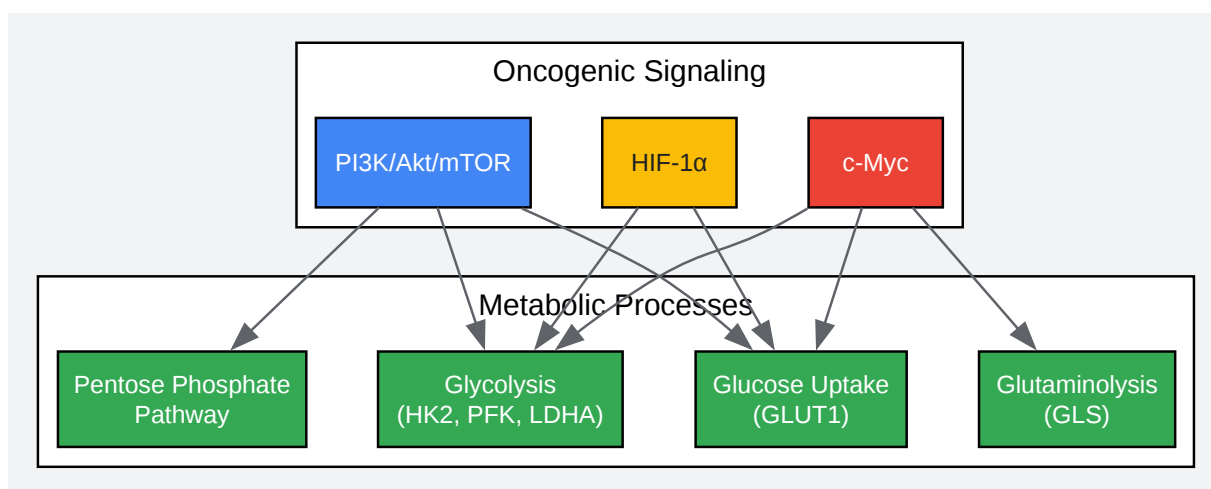 Oncogenic Signaling
PI3K/Akt/mTOR
HIF-1α
c-Myc
Metabolic Processes
Pentose Phosphate
Pathway
Glycolysis
(HK2, PFK, LDHA)
Glucose Uptake
(GLUT1)
Glutaminolysis
(GLS)